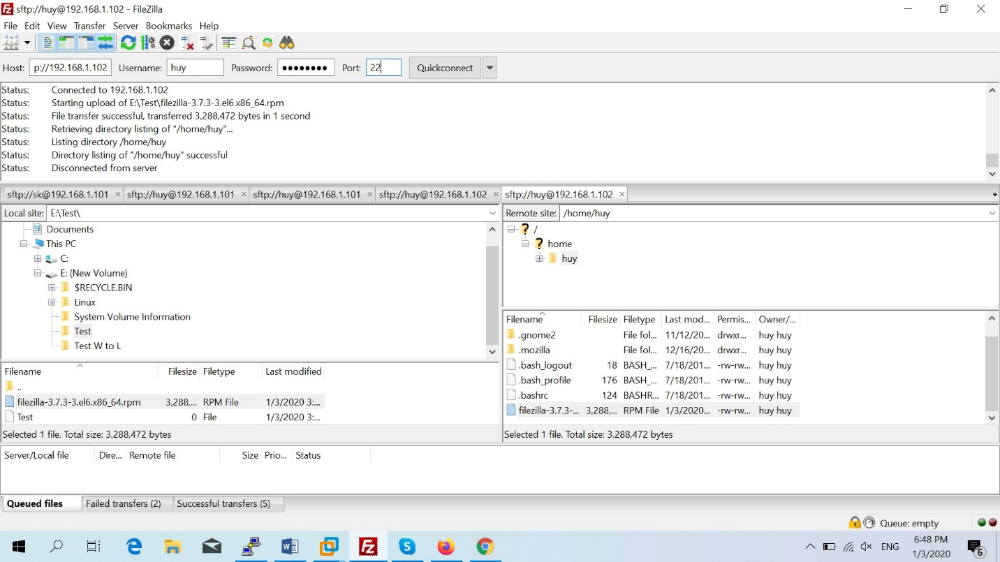 sftp://huy@192.168.1.102 - FileZilla
File Edit View Transfer Server Bookmarks Help
Host: p://192.168.1.102 Username: huy Password: ●●●●●●●● Port: 22 Quickconnect
Status: Connected to 192.168.1.102
Status: Starting upload of E:\Test\filezilla-3.7.3-3.el6.x86_64.rpm
Status: File transfer successful, transferred 3,288,472 bytes in 1 second
Status: Retrieving directory listing of "/home/huy"...
Status: Listing directory /home/huy
Status: Directory listing of "/home/huy" successful
Status: Disconnected from server
sftp://sk@192.168.1.101 × sftp://huy@192.168.1.101 × sftp://huy@192.168.1.101 × sftp://huy@192.168.1.102 × sftp://huy@192.168.1.102 ×
Local site: E:\Test\
Documents
This PC
C:
E: (New Volume)
$RECYCLE.BIN
Linux
System Volume Information
Test
Test W to L
Filename Filesize Filetype Last modified
..
filezilla-3.7.3-3.el6.x86_64.rpm 3,288,... RPM File 1/3/2020 3:...
Test 0 File 1/3/2020 3:...
Selected 1 file. Total size: 3,288,472 bytes
Remote site: /home/huy
/
home
huy
Filename Filesize Filetype Last mod... Permis... Owner/...
.gnome2 File fol... 11/12/20... drwxr... huy huy
.mozilla File fol... 12/16/20... drwxr... huy huy
.bash_logout 18 BASH_... 7/18/201... -rw-rw... huy huy
.bash_profile 176 BASH_... 7/18/201... -rw-rw... huy huy
.bashrc 124 BASHR... 7/18/201... -rw-rw... huy huy
filezilla-3.7.3-... 3,288,... RPM File 1/3/2020... -rw-rw... huy huy
Selected 1 file. Total size: 3,288,472 bytes
Server/Local file Dire... Remote file Size Prio... Status
Queued files Failed transfers (2) Successful transfers (5)
Queue: empty
ENG 6:48 PM
1/3/2020 6